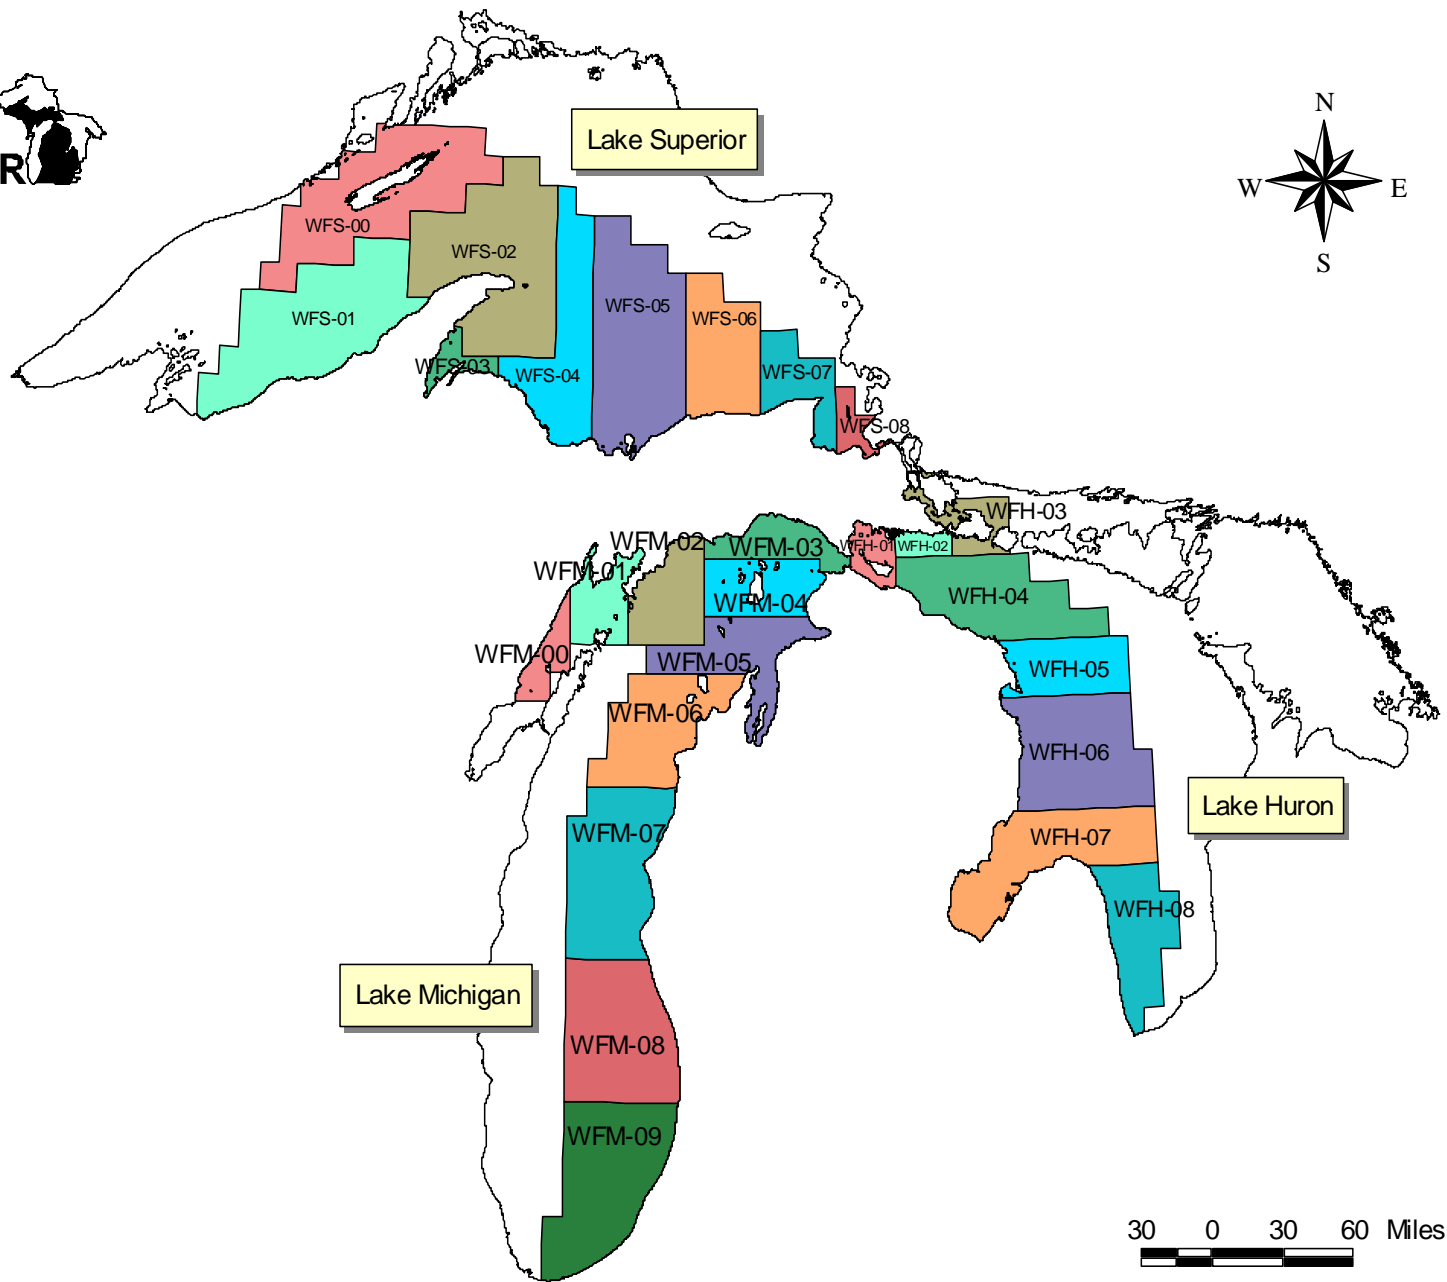 Lake Superior
N
W
E
S
R
WFS-00
WFS-02
WFS-01
WFS-05
WFS-06
WFS-03
WFS-04
WFS-07
WFS-08
WFH-03
WFM-02
WFM-03
WFH-01
WFH-02
WFM-01
WFM-04
WFH-04
WFM-00
WFM-05
WFH-05
WFM-06
WFH-06
Lake Huron
WFM-07
WFH-07
WFH-08
Lake Michigan
WFM-08
WFM-09
30 0 30 60 Miles